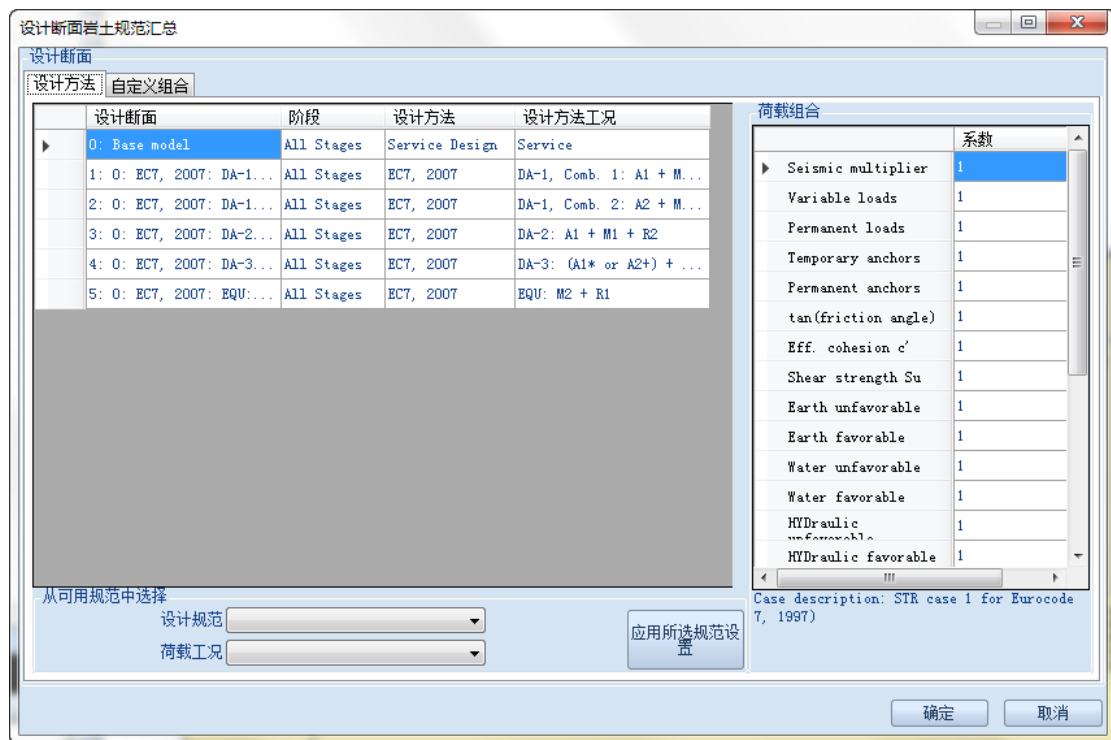 设计断面岩土规范汇总
设计断面
设计方法 自定义组合
设计断面 阶段 设计方法 设计方法工况
0: Base model All Stages Service Design Service
1: 0: EC7, 2007: DA-1... All Stages EC7, 2007 DA-1, Comb. 1: A1 + M...
2: 0: EC7, 2007: DA-1... All Stages EC7, 2007 DA-1, Comb. 2: A2 + M...
3: 0: EC7, 2007: DA-2... All Stages EC7, 2007 DA-2: A1 + M1 + R2
4: 0: EC7, 2007: DA-3... All Stages EC7, 2007 DA-3: (A1* or A2+) + ...
5: 0: EC7, 2007: EQU:... All Stages EC7, 2007 EQU: M2 + R1
从可用规范中选择
设计规范
荷载工况
应用所选规范设
置
荷载组合
系数
Seismic multiplier 1
Variable loads 1
Permanent loads 1
Temporary anchors 1
Permanent anchors 1
tan(friction angle) 1
Eff. cohesion c' 1
Shear strength Su 1
Earth unfavorable 1
Earth favorable 1
Water unfavorable 1
Water favorable 1
HYDraulic 1
HYDraulic favorable 1
Case description: STR case 1 for Eurocode
7, 1997)
确定 取消